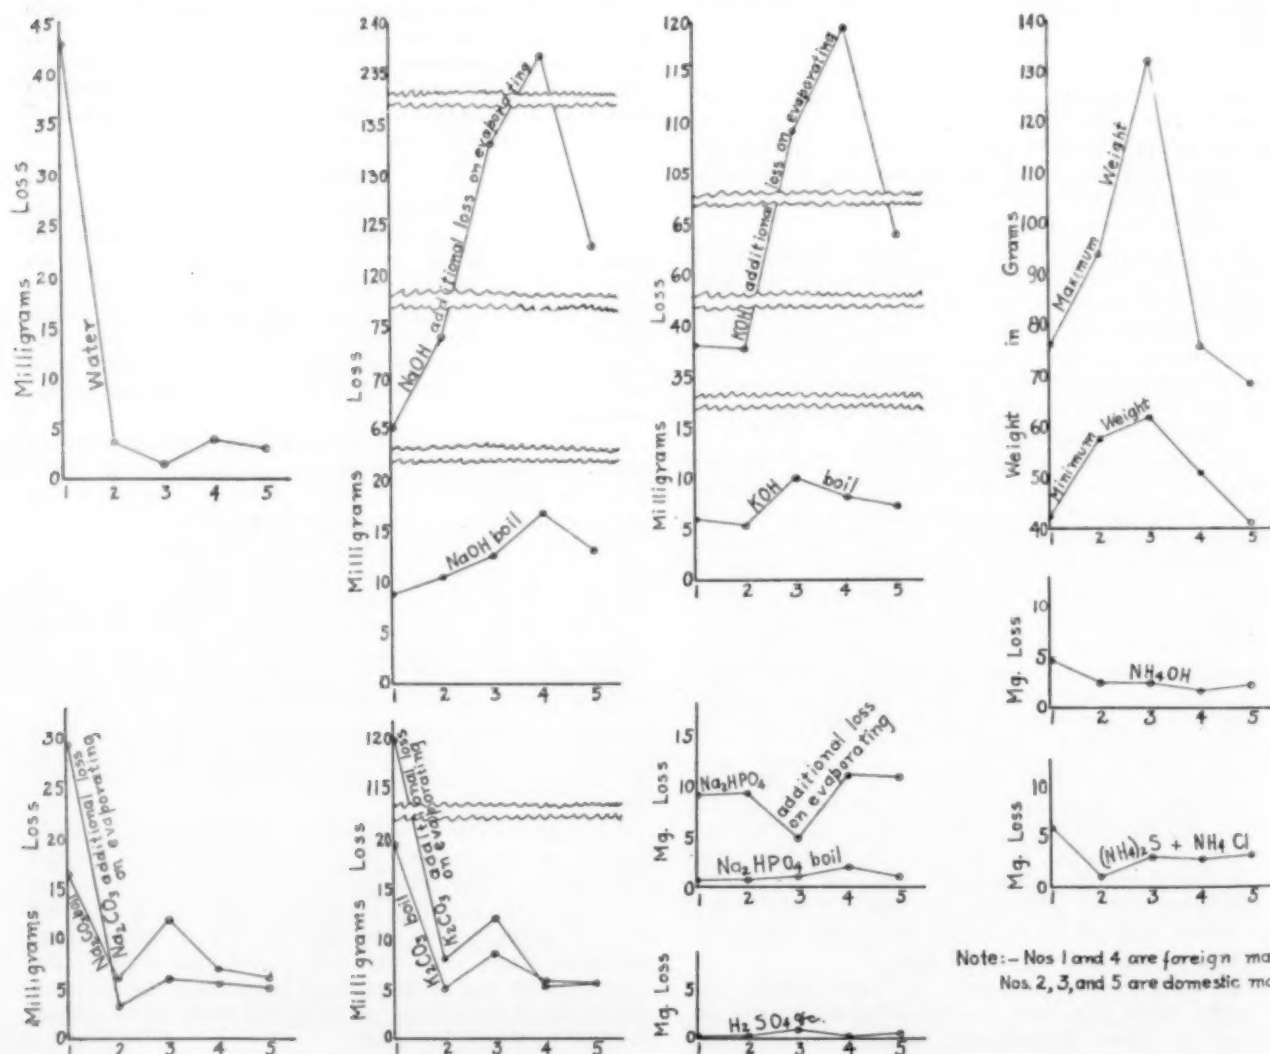 45
40
35
30
25
20
15
10
5
0
Milligrams Loss
Water
1 2 3 4 5
240
235
135
130
125
120
75
70
65
20
15
10
5
0
Milligrams Loss
NaOH additional loss on evaporating
NaOH boil
1 2 3 4 5
120
115
110
105
65
60
40
35
15
10
5
0
Milligrams Loss
KOH additional loss on evaporating
KOH boil
1 2 3 4 5
140
130
120
110
100
90
80
70
60
50
40
Weight in Grams
Maximum Weight
Minimum Weight
1 2 3 4 5
10
5
0
Mg. Loss
NH₄OH
1 2 3 4 5
30
25
20
15
10
5
0
Milligrams Loss
Na₂CO₃ additional loss
on evaporating
Na₂CO₃ boil
1 2 3 4 5
120
115
20
15
10
5
0
Milligrams Loss
K₂CO₃ additional loss
on evaporating
K₂CO₃ boil
1 2 3 4 5
15
10
5
0
Mg. Loss
Na₂HPO₄
additional loss
on evaporating
Na₂HPO₄ boil
1 2 3 4 5
10
5
0
Mg. Loss
(NH₄)₂S + NH₄Cl
1 2 3 4 5
5
0
Mg. Loss
H₂SO₄ &c.
1 2 3 4 5
Note:- Nos 1 and 4 are foreign ma
Nos. 2, 3, and 5 are domestic ma